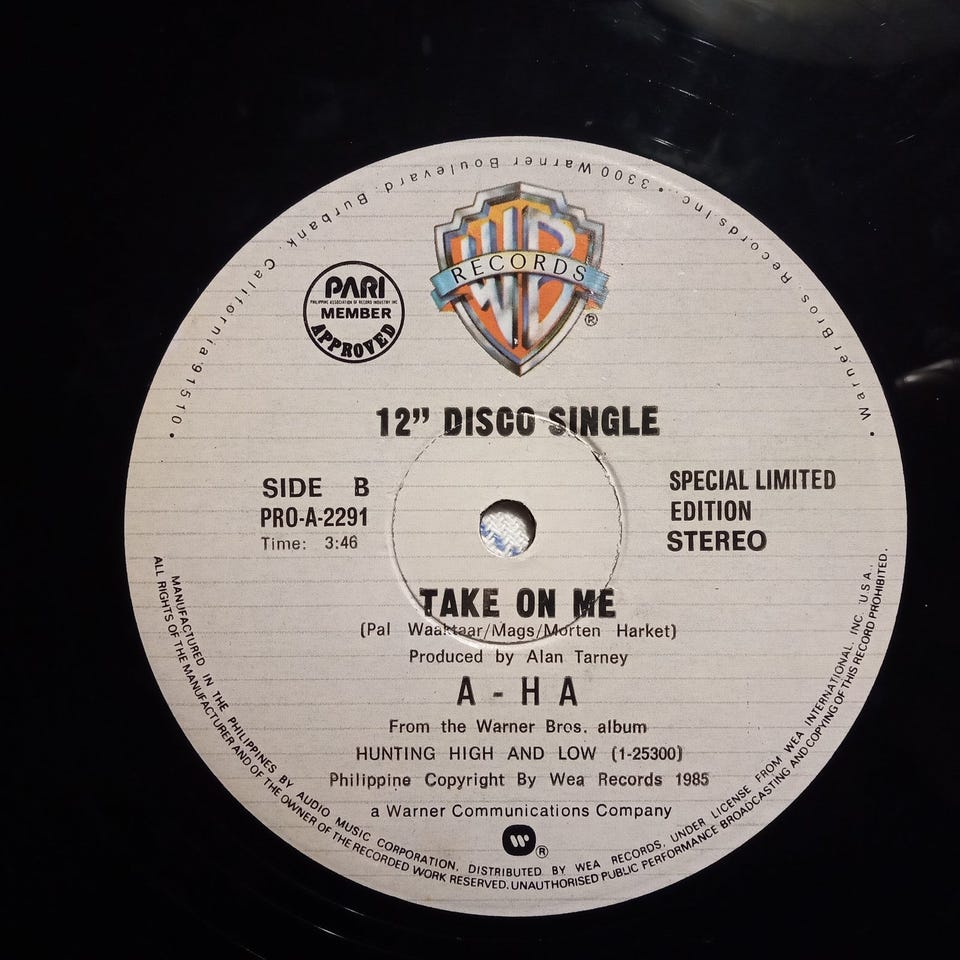 Warner Bros. Records Inc., • 3300 Warner Boulevard. Burbank. California 91510 •
WB
RECORDS
®
PARI
PHILIPPINE ASSOCIATION OF RECORD INDUSTRY INC
MEMBER
APPROVED
12” DISCO SINGLE
SIDE B
PRO-A-2291
Time: 3:46
SPECIAL LIMITED
EDITION
STEREO
TAKE ON ME
(Pal Waaktaar/Mags/Morten Harket)
Produced by Alan Tarney
A - H A
From the Warner Bros. album
HUNTING HIGH AND LOW (1-25300)
Philippine Copyright By Wea Records 1985
a Warner Communications Company
W ®
MANUFACTURED IN THE PHILIPPINES BY AUDIO MUSIC CORPORATION, DISTRIBUTED BY WEA RECORDS, UNDER LICENSE FROM WEA INTERNATIONAL, INC. U.S.A..
ALL RIGHTS OF THE MANUFACTURER AND OF THE OWNER OF THE RECORDED WORK RESERVED. UNAUTHORISED PUBLIC PERFORMANCE BROADCASTING AND COPYING OF THIS RECORD PROHIBITED.